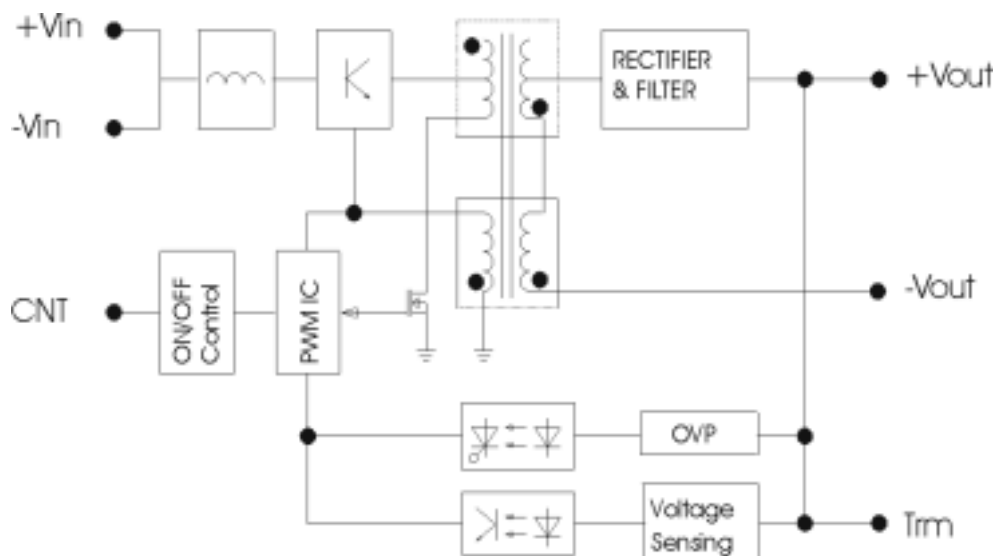 +Vin
-Vin
RECTIFIER
& FILTER
+Vout
CNT
ON/OFF
Control
PWM IC
-Vout
OVP
Voltage
Sensing
Trm